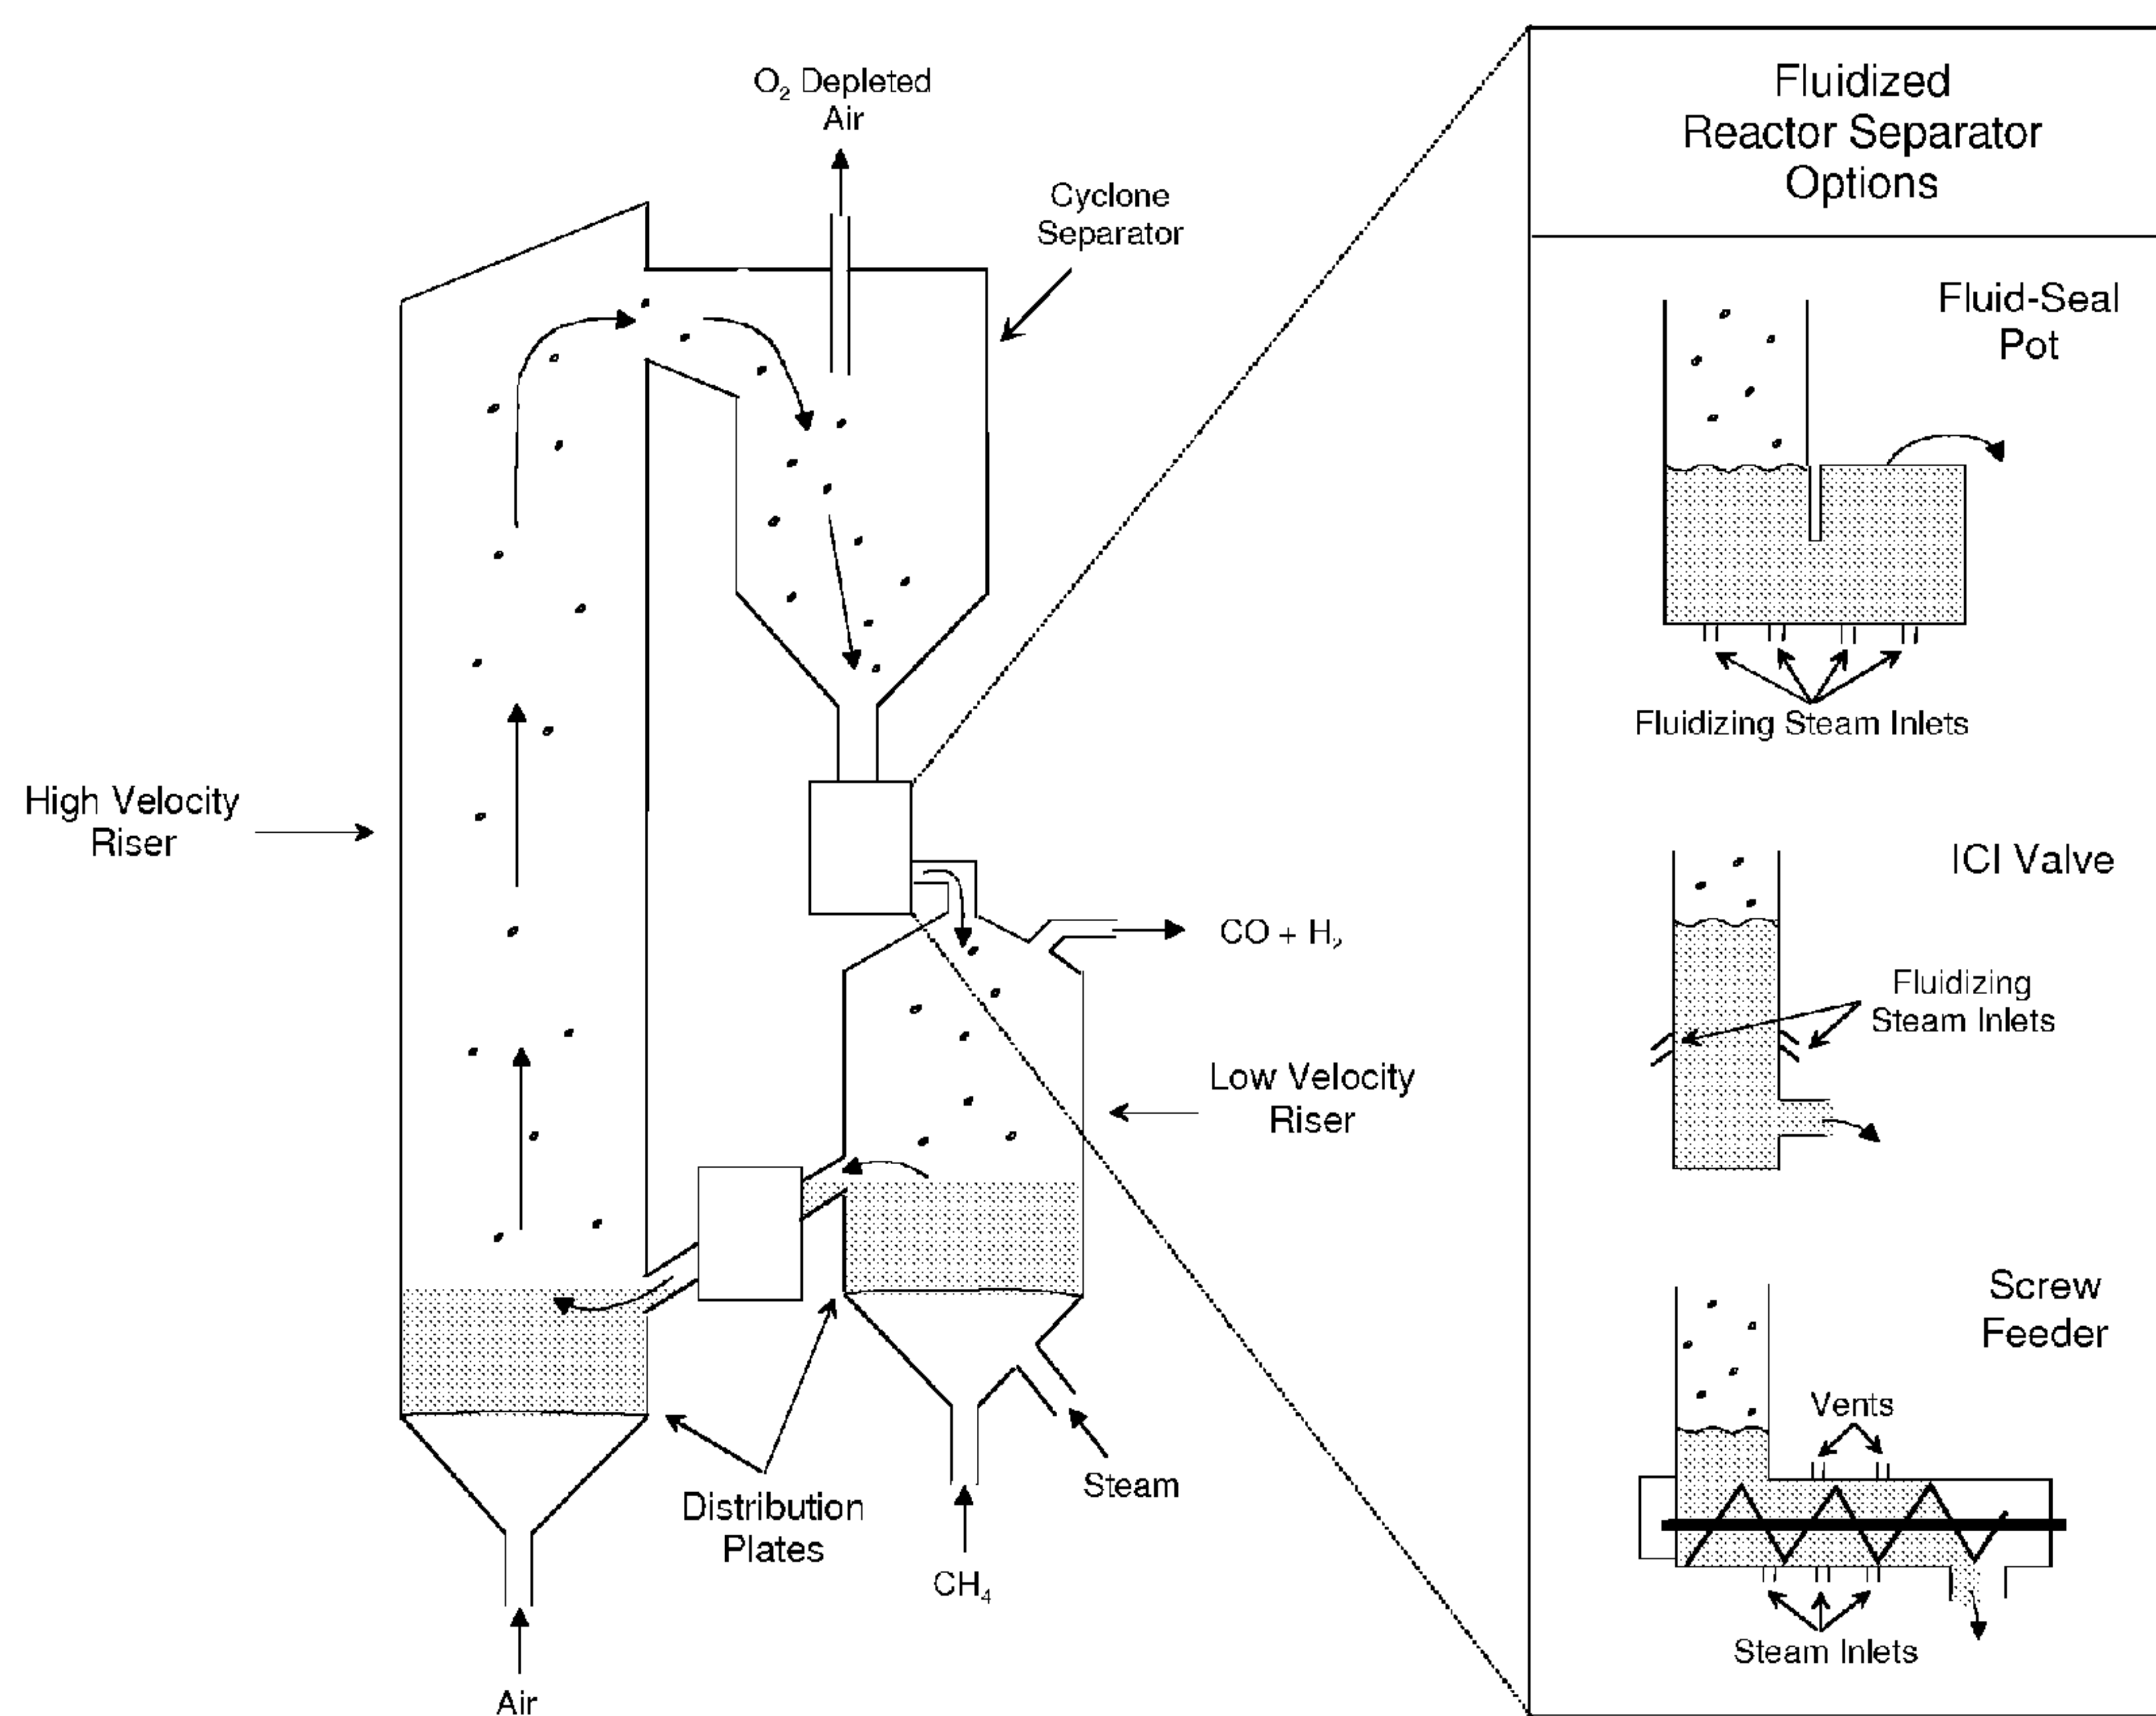 O₂ Depleted
Air
Cyclone
Separator
High Velocity
Riser
CO + H₂
Low Velocity
Riser
Distribution
Plates
Steam
CH₄
Air
Fluidized
Reactor Separator
Options
Fluid-Seal
Pot
Fluidizing Steam Inlets
ICI Valve
Fluidizing
Steam Inlets
Screw
Feeder
Vents
Steam Inlets